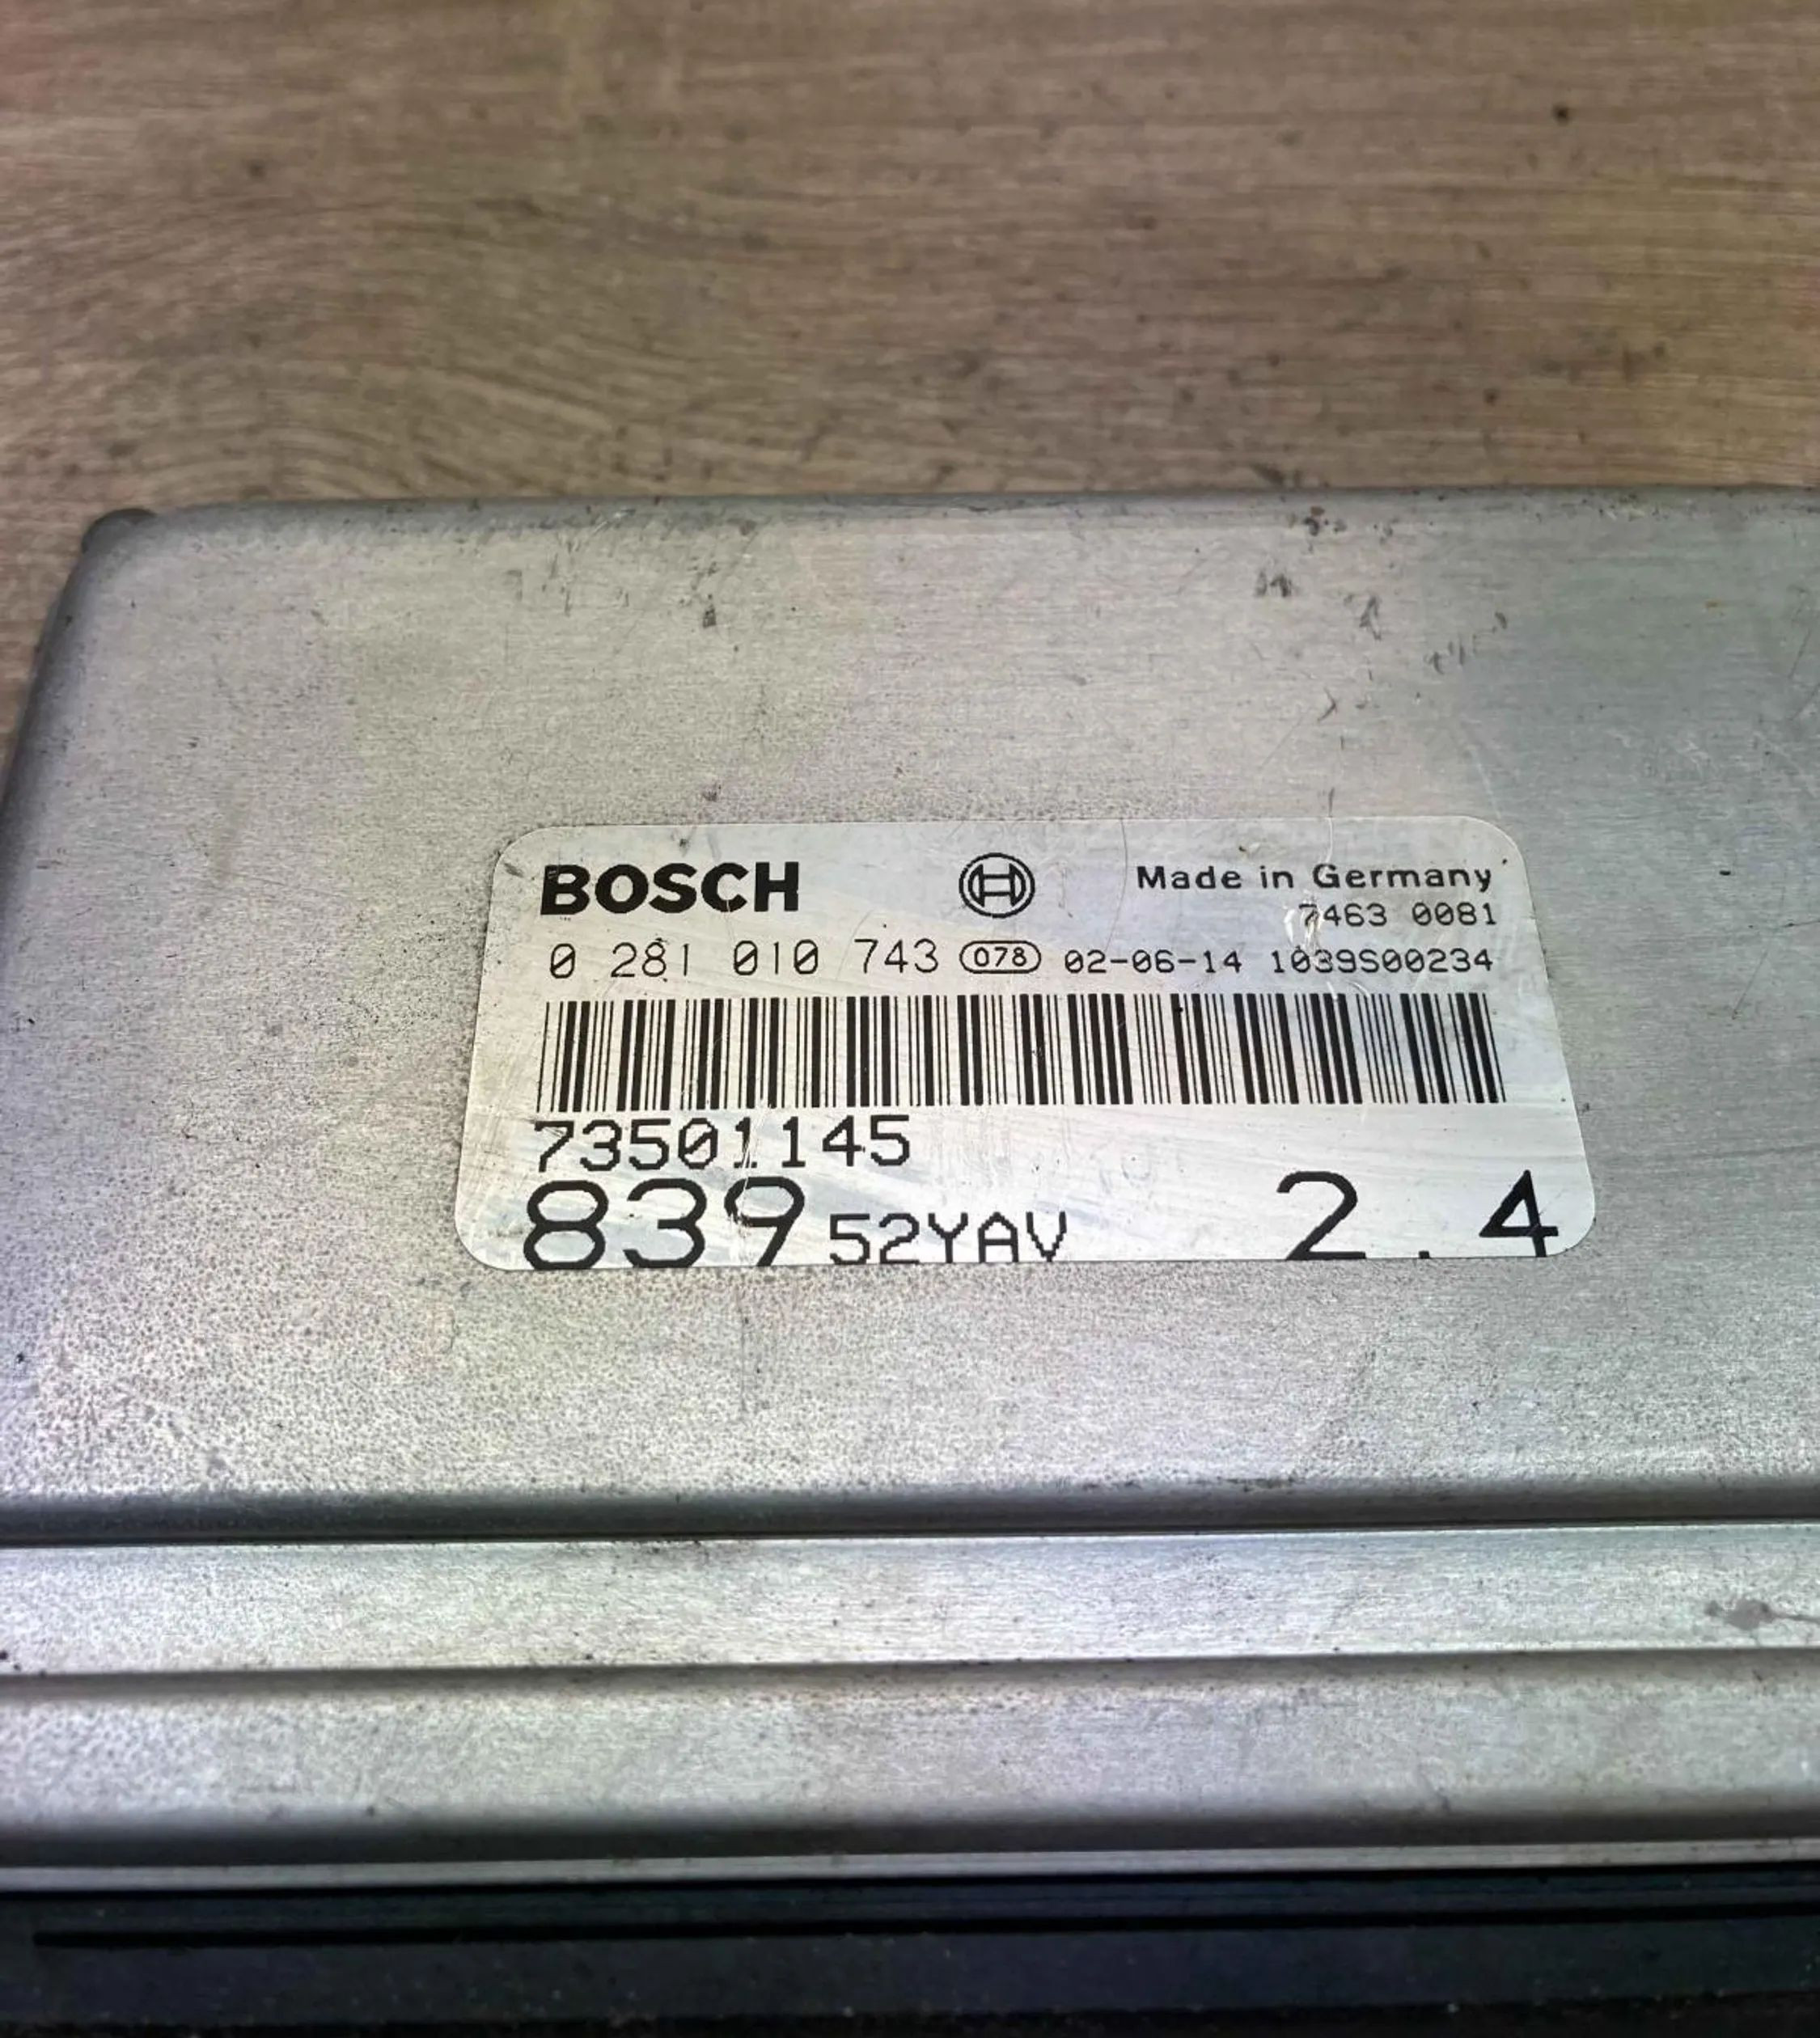 BOSCH Made in Germany
7463 0081
0 281 010 743 078 02-06-14 1039S00234
73501145
839 52YAV 2.4